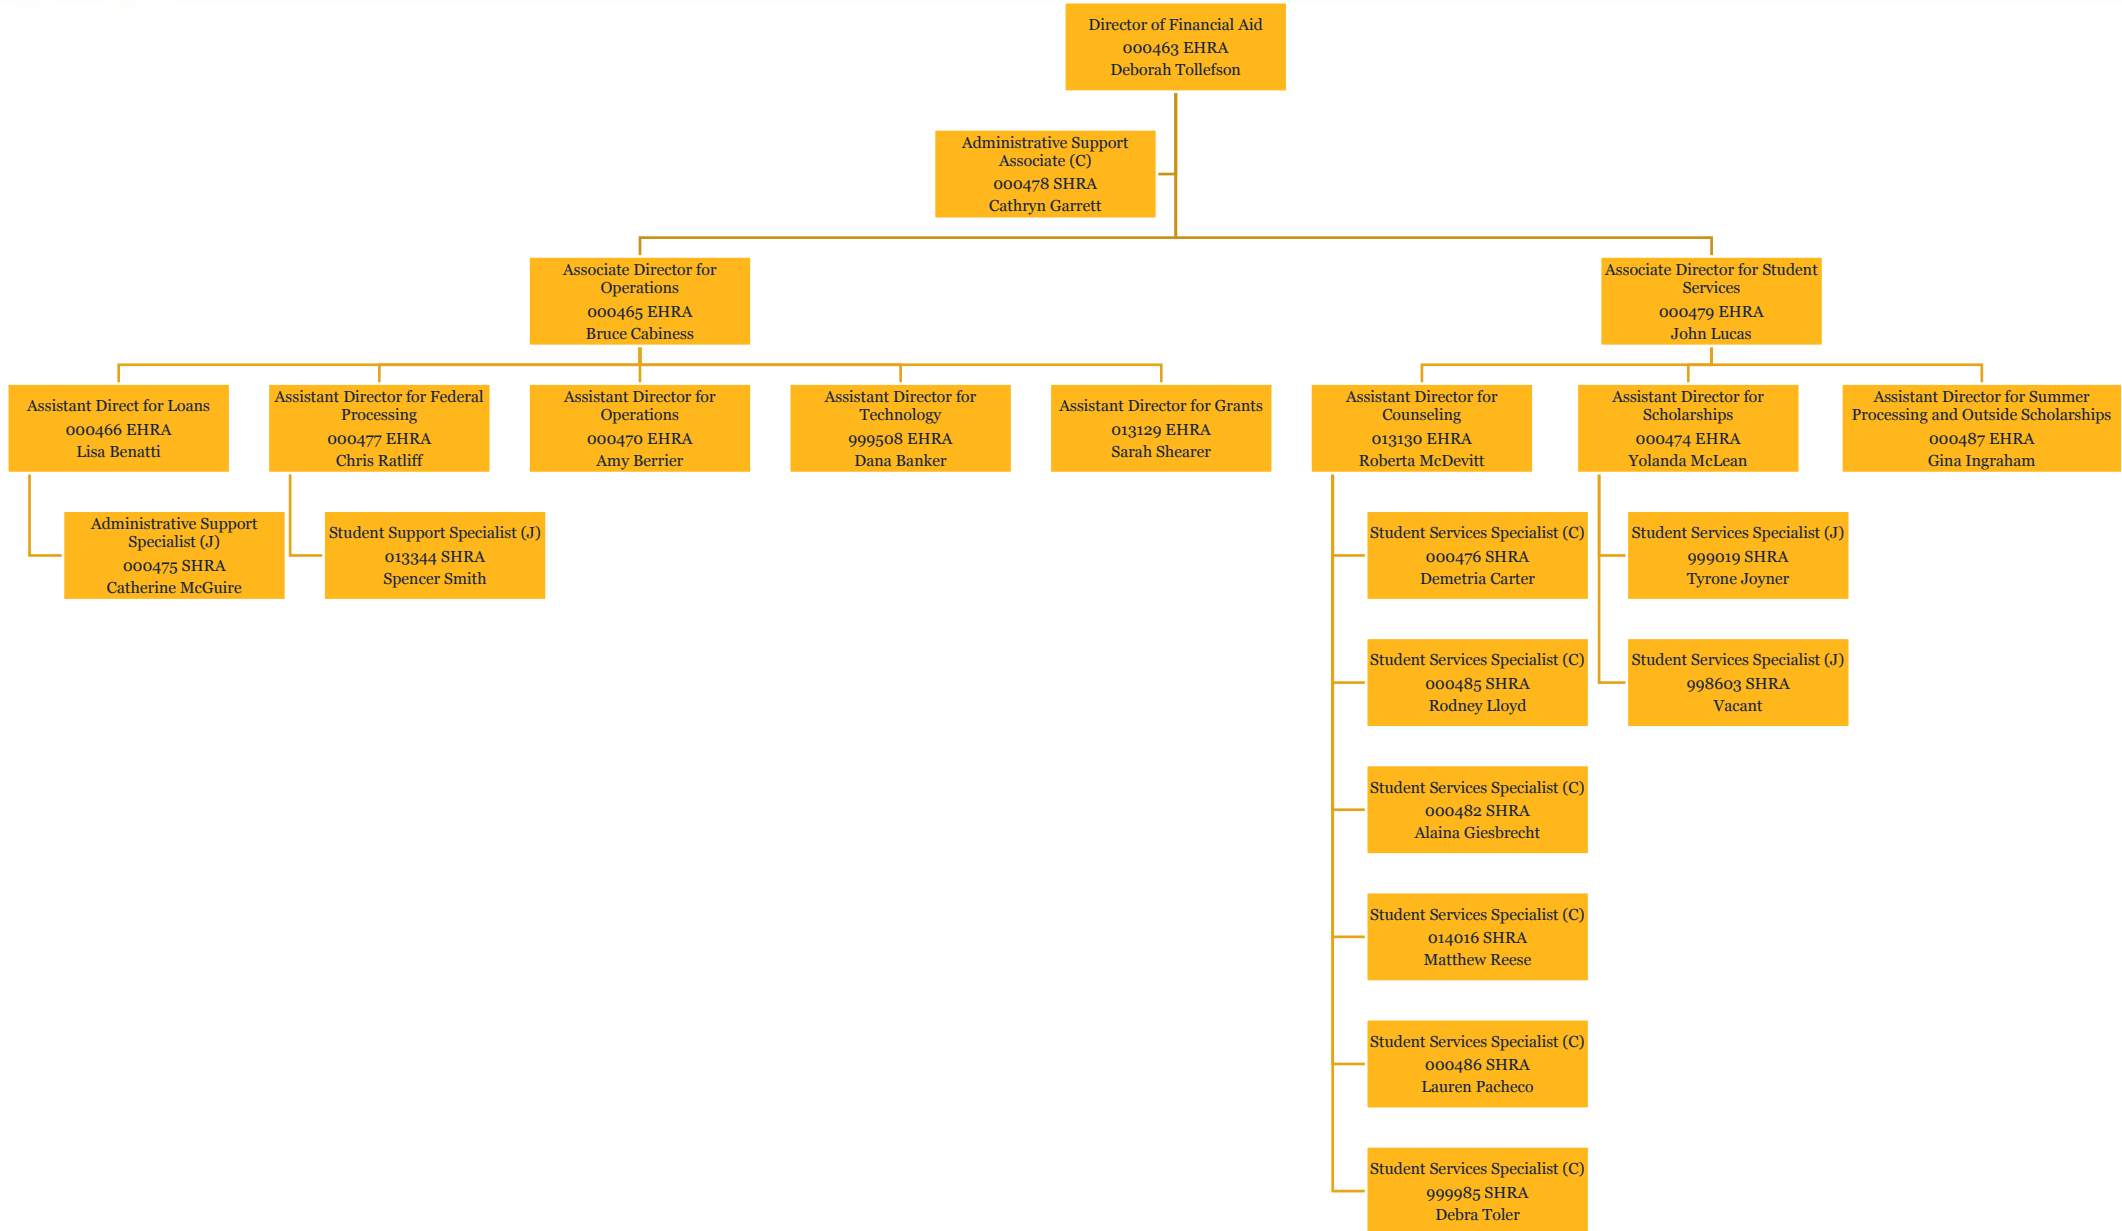 Director of Financial Aid
000463 EHRA
Deborah Tollefson
Administrative Support
Associate (C)
000478 SHRA
Cathryn Garrett
Associate Director for
Operations
000465 EHRA
Bruce Cabiness
Associate Director for Student
Services
000479 EHRA
John Lucas
Assistant Direct for Loans
000466 EHRA
Lisa Benatti
Assistant Director for Federal
Processing
000477 EHRA
Chris Ratliff
Assistant Director for
Operations
000470 EHRA
Amy Berrier
Assistant Director for
Technology
999508 EHRA
Dana Banker
Assistant Director for Grants
013129 EHRA
Sarah Shearer
Assistant Director for
Counseling
013130 EHRA
Roberta McDevitt
Assistant Director for
Scholarships
000474 EHRA
Yolanda McLean
Assistant Director for Summer
Processing and Outside Scholarships
000487 EHRA
Gina Ingraham
Administrative Support
Specialist (J)
000475 SHRA
Catherine McGuire
Student Support Specialist (J)
013344 SHRA
Spencer Smith
Student Services Specialist (C)
000476 SHRA
Demetria Carter
Student Services Specialist (J)
999019 SHRA
Tyrone Joyner
Student Services Specialist (C)
000485 SHRA
Rodney Lloyd
Student Services Specialist (J)
998603 SHRA
Vacant
Student Services Specialist (C)
000482 SHRA
Alaina Giesbrecht
Student Services Specialist (C)
014016 SHRA
Matthew Reese
Student Services Specialist (C)
000486 SHRA
Lauren Pacheco
Student Services Specialist (C)
999985 SHRA
Debra Toler